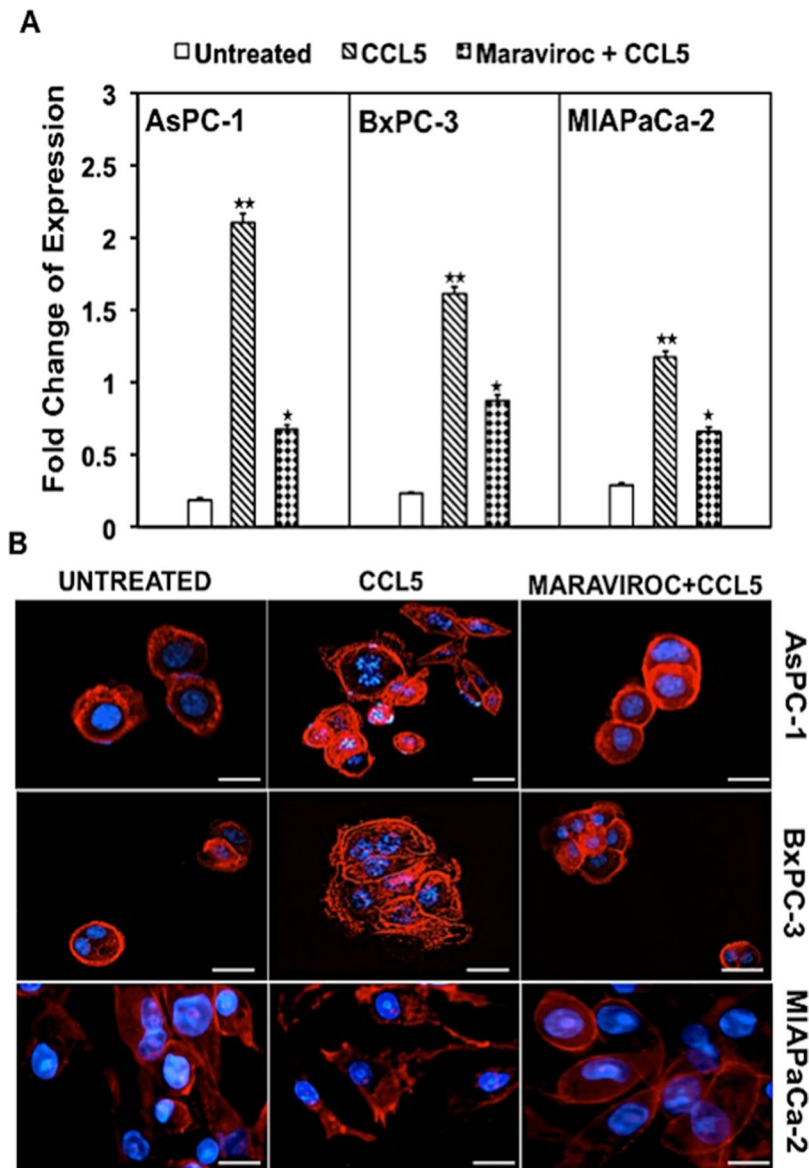 A
Untreated CCL5 Maraviroc + CCL5
Fold Change of Expression
3
2.5
2
1.5
1
0.5
0
AsPC-1 BxPC-3 MIAPaCa-2
★★
★
★★
★
★★
★
B
UNTREATED CCL5 MARAVIROC+CCL5
AsPC-1
BxPC-3
MIAPaCa-2